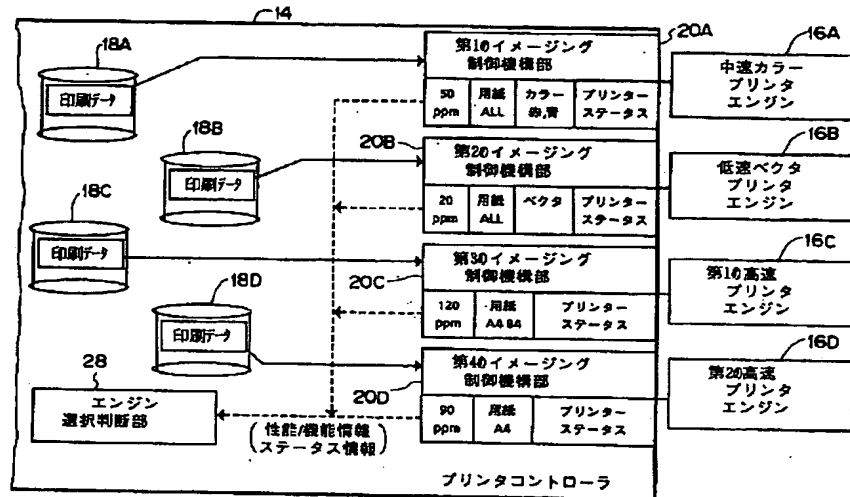 14
18A
印刷データ
18B
印刷データ
18C
印刷データ
18D
印刷データ
28
エンジン
選択判断部
(性能/機能情報
ステータス情報)
20A
第10イメージング
制御機構部
50
ppm
用紙
ALL
カラー
赤,青
プリンター
ステータス
20B
第20イメージング
制御機構部
20
ppm
用紙
ALL
ベクタ
プリンター
ステータス
20C
第30イメージング
制御機構部
120
ppm
用紙
A4 B4
プリンター
ステータス
20D
第40イメージング
制御機構部
90
ppm
用紙
A4
プリンター
ステータス
プリンタコントローラ
16A
中速カラー
プリンタ
エンジン
16B
低速ベクタ
プリンタ
エンジン
16C
第10高速
プリンタ
エンジン
16D
第20高速
プリンタ
エンジン